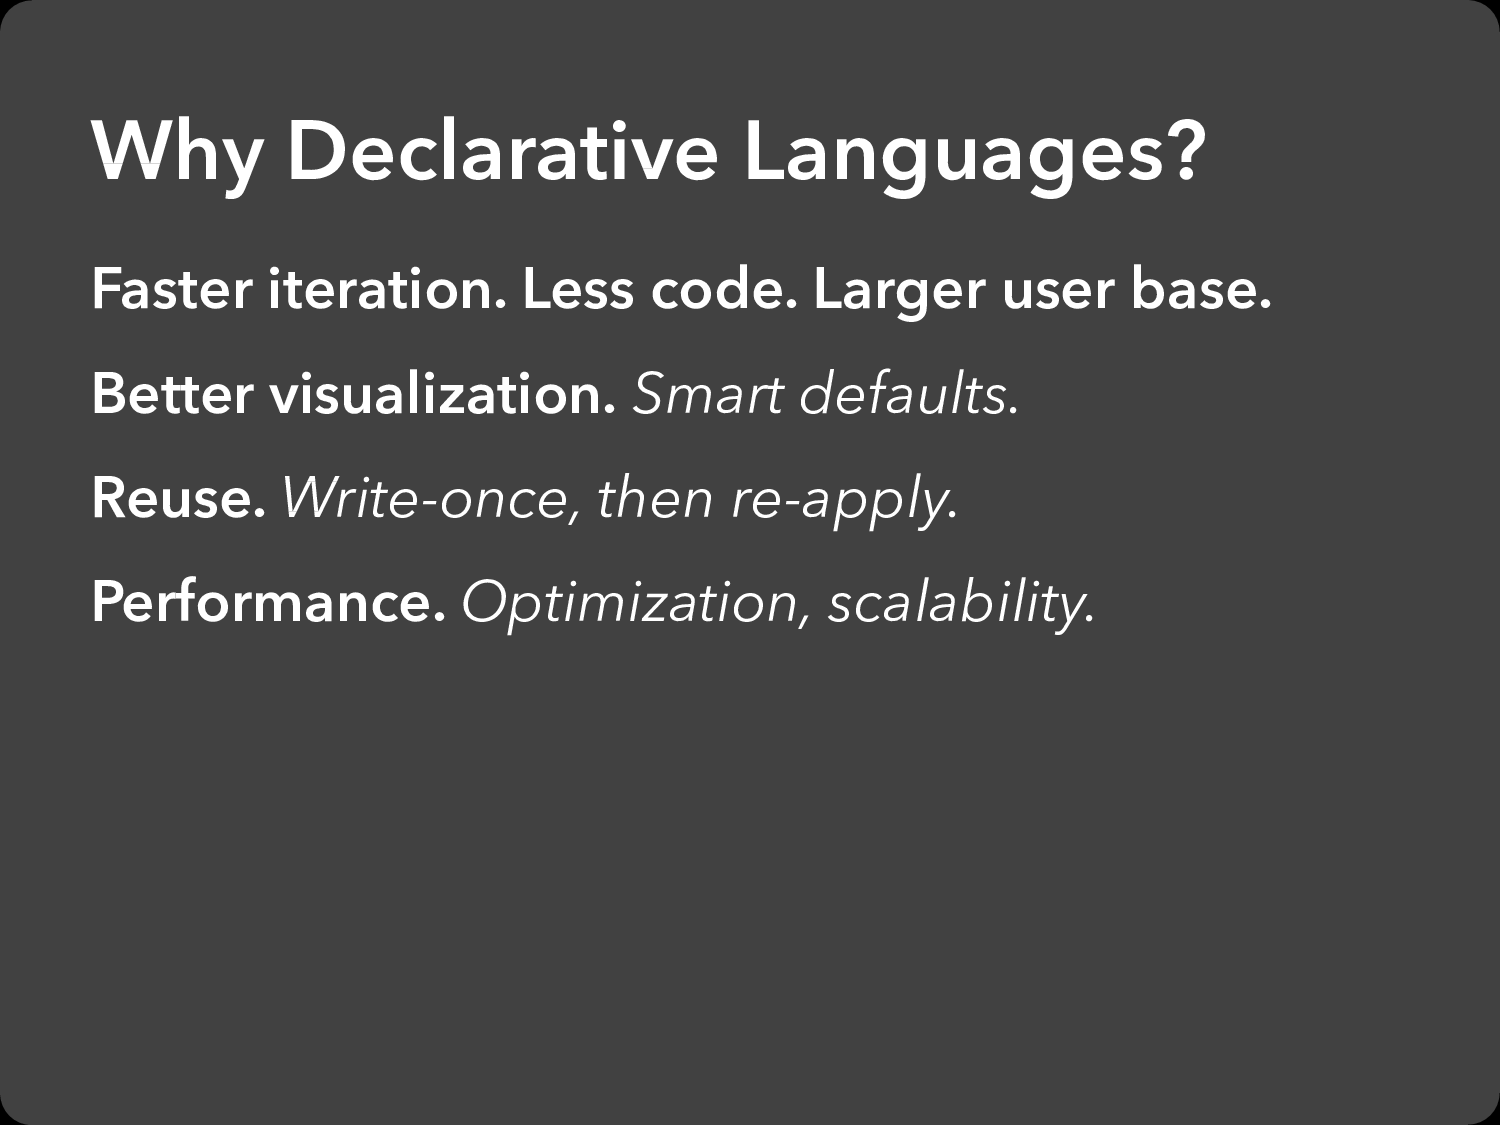 Why Declarative Languages?
Faster iteration. Less code. Larger user base.
Better visualization. Smart defaults.
Reuse. Write-once, then re-apply.
Performance. Optimization, scalability.